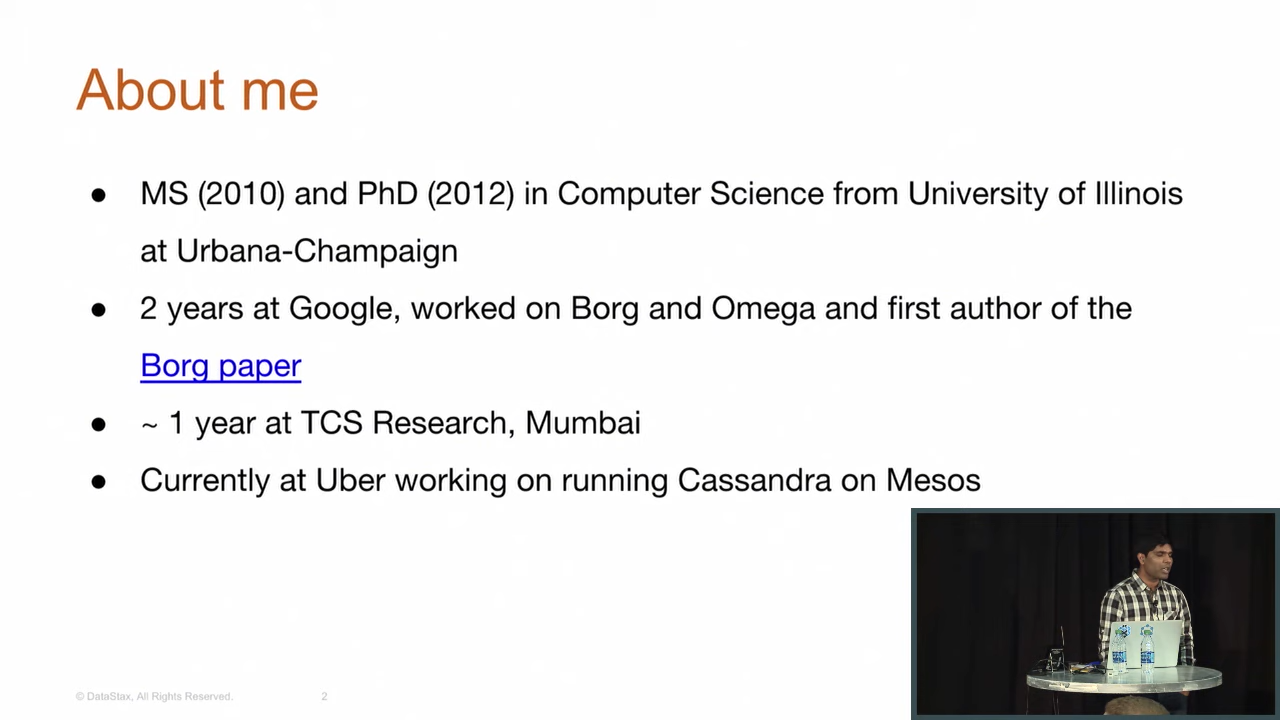 About me
● MS (2010) and PhD (2012) in Computer Science from University of Illinois
at Urbana-Champaign
● 2 years at Google, worked on Borg and Omega and first author of the
Borg paper
● ~ 1 year at TCS Research, Mumbai
● Currently at Uber working on running Cassandra on Mesos
© DataStax, All Rights Reserved. 2